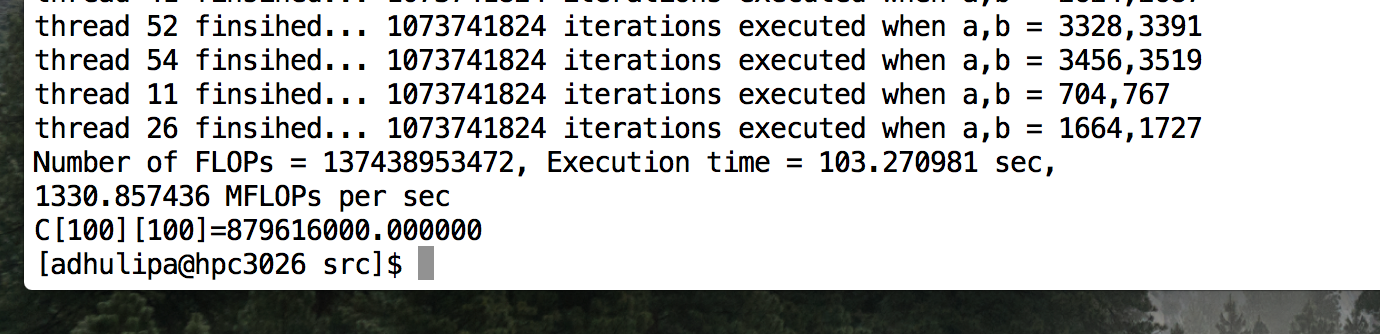 iterations executed when a,b =
thread 52 finsihed... 1073741824 iterations executed when a,b = 3328,3391
thread 54 finsihed... 1073741824 iterations executed when a,b = 3456,3519
thread 11 finsihed... 1073741824 iterations executed when a,b = 704,767
thread 26 finsihed... 1073741824 iterations executed when a,b = 1664,1727
Number of FLOPs = 137438953472, Execution time = 103.270981 sec,
1330.857436 MFLOPs per sec
C[100][100]=879616000.000000
[adhulipa@hpc3026 src]$